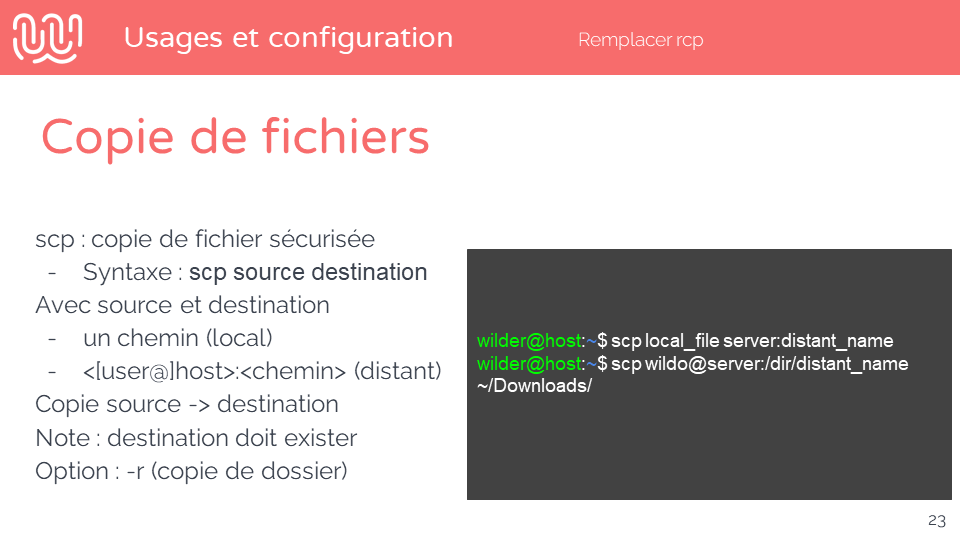 Usages et configuration
Remplacer rcp
Copie de fichiers
scp : copie de fichier sécurisée
- Syntaxe : scp source destination
Avec source et destination
- un chemin (local)
- <[user@]host>:<chemin> (distant)
Copie source -> destination
Note : destination doit exister
Option : -r (copie de dossier)
wilder@host:~$ scp local_file server:distant_name
wilder@host:~$ scp wildo@server:/dir/distant_name
~/Downloads/
23